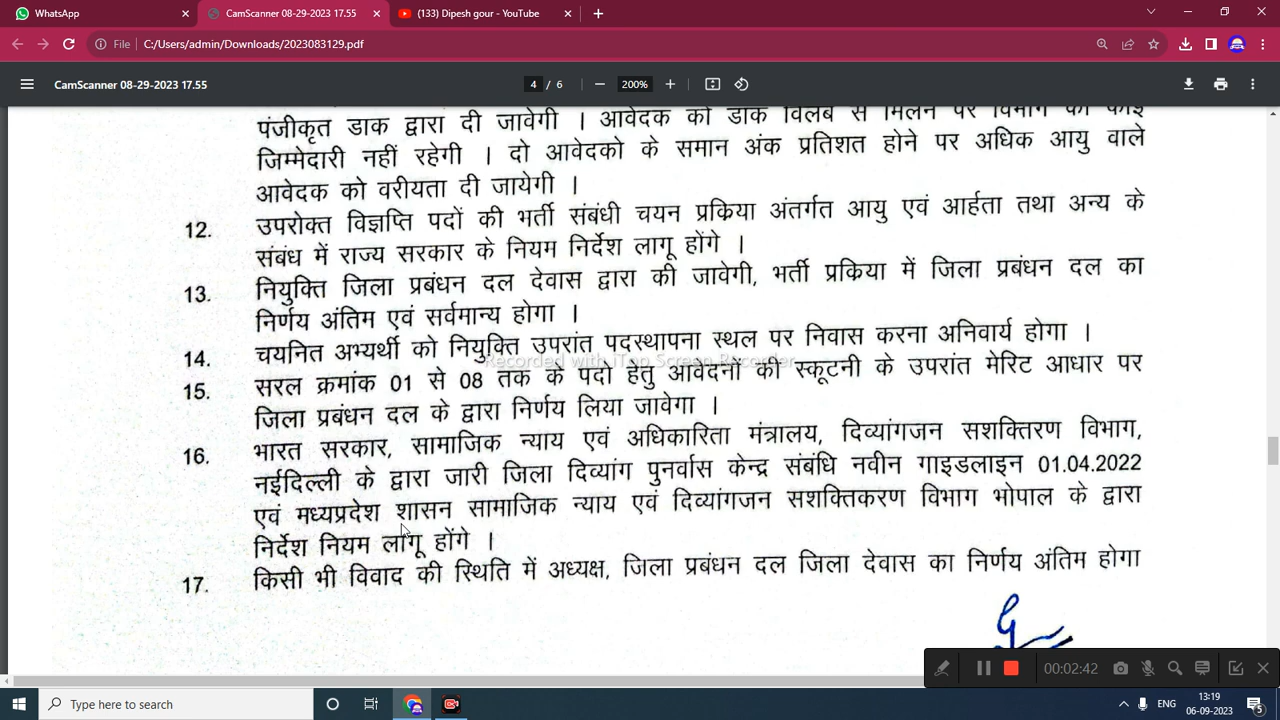 WhatsApp
CamScanner 08-29-2023 17.55
(133) Dipesh gour - YouTube
File C:/Users/admin/Downloads/2023083129.pdf
CamScanner 08-29-2023 17.55
4 / 6
200%
पंजीकृत डाक द्वारा दी जावेगी । आवेदक को डाक विलंब से मिलने पर विभाग की कोई
जिम्मेदारी नहीं रहेगी । दो आवेदको के समान अंक प्रतिशत होने पर अधिक आयु वाले
आवेदक को वरीयता दी जायेगी ।
12. उपरोक्त विज्ञप्ति पदों की भर्ती संबंधी चयन प्रक्रिया अंतर्गत आयु एवं आर्हता तथा अन्य के
संबंध में राज्य सरकार के नियम निर्देश लागू होंगे ।
13. नियुक्ति जिला प्रबंधन दल देवास द्वारा की जावेगी, भर्ती प्रकिया में जिला प्रबंधन दल का
निर्णय अंतिम एवं सर्वमान्य होगा ।
14. चयनित अभ्यर्थी को नियुक्ति उपरांत पदस्थापना स्थल पर निवास करना अनिवार्य होगा ।
Recorded with iTop Screen Recorder
15. सरल क्रमांक 01 से 08 तक के पदो हेतु आवेदनों की स्कूटनी के उपरांत मेरिट आधार पर
जिला प्रबंधन दल के द्वारा निर्णय लिया जावेगा ।
16. भारत सरकार, सामाजिक न्याय एवं अधिकारिता मंत्रालय, दिव्यांगजन सशक्तिरण विभाग,
नईदिल्ली के द्वारा जारी जिला दिव्यांग पुनर्वास केन्द्र संबंधि नवीन गाइडलाइन 01.04.2022
एवं मध्यप्रदेश शासन सामाजिक न्याय एवं दिव्यांगजन सशक्तिकरण विभाग भोपाल के द्वारा
निर्देश नियम लागू होंगे ।
17. किसी भी विवाद की स्थिति में अध्यक्ष, जिला प्रबंधन दल जिला देवास का निर्णय अंतिम होगा
00:02:42
Type here to search
ENG
13:19
06-09-2023
5